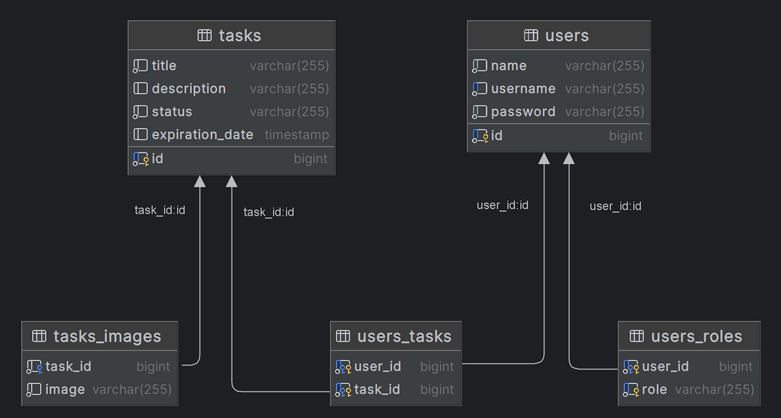 tasks
title varchar(255)
description varchar(255)
status varchar(255)
expiration_date timestamp
id bigint
users
name varchar(255)
username varchar(255)
password varchar(255)
id bigint
task_id:id
task_id:id
user_id:id
user_id:id
tasks_images
task_id bigint
image varchar(255)
users_tasks
user_id bigint
task_id bigint
users_roles
user_id bigint
role varchar(255)